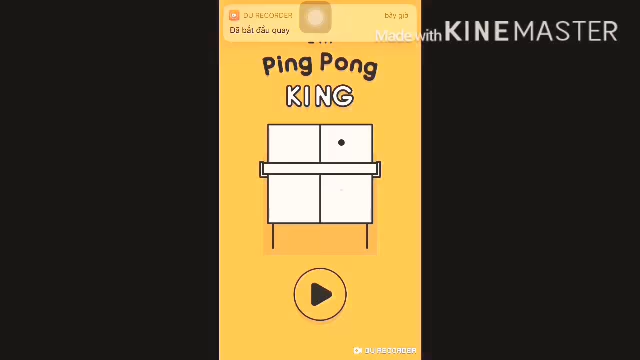 DU RECORDER bây giờ
Đã bắt đầu quay
Made with KINEMASTER
Ping Pong
KING
DU RECORDER